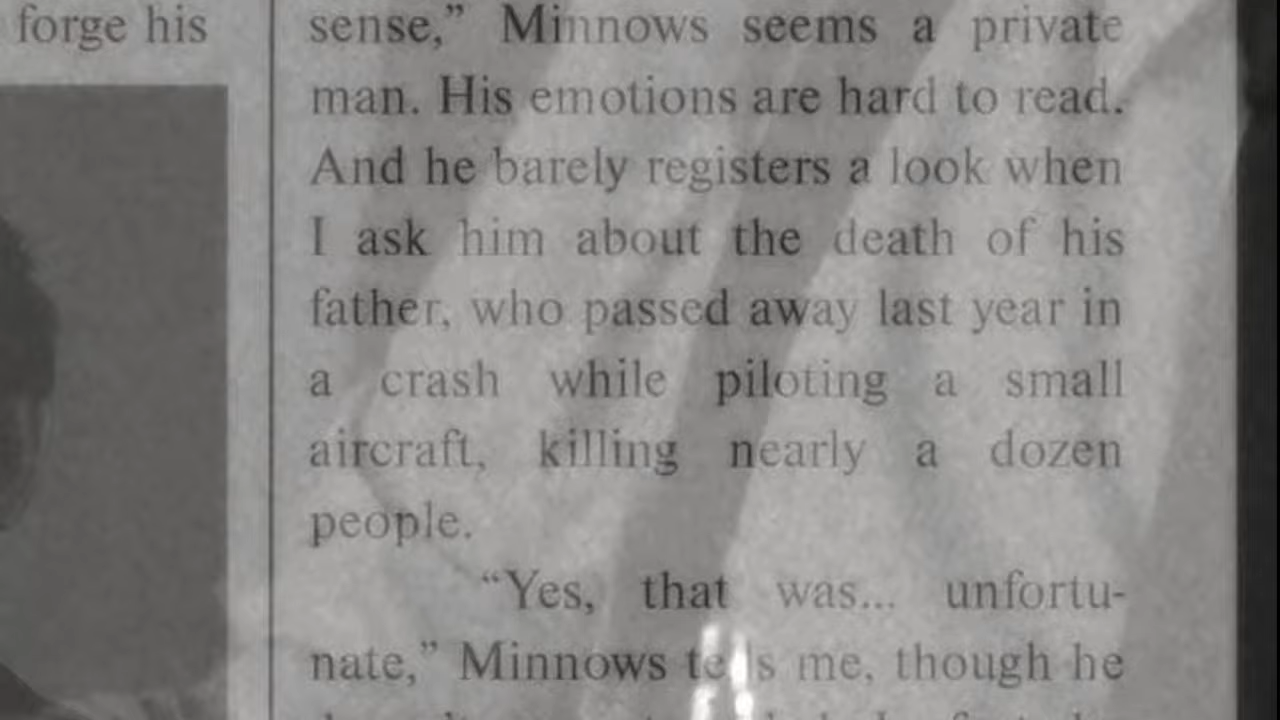 forge his
sense,” Minnows seems a private
man. His emotions are hard to read.
And he barely registers a look when
I ask him about the death of his
father, who passed away last year in
a crash while piloting a small
aircraft, killing nearly a dozen
people.
“Yes, that was... unfortu-
nate,” Minnows tells me, though he